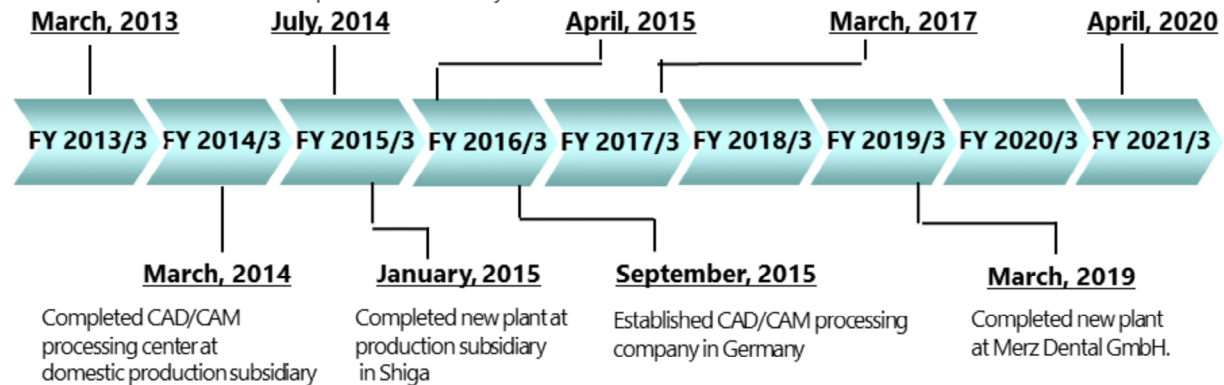 March, 2013
July, 2014
April, 2015
March, 2017
April, 2020
FY 2013/3
FY 2014/3
FY 2015/3
FY 2016/3
FY 2017/3
FY 2018/3
FY 2019/3
FY 2020/3
FY 2021/3
March, 2014
Completed CAD/CAM
processing center at
domestic production subsidiary
January, 2015
Completed new plant at
production subsidiary
in Shiga
September, 2015
Established CAD/CAM processing
company in Germany
March, 2019
Completed new plant
at Merz Dental GmbH.